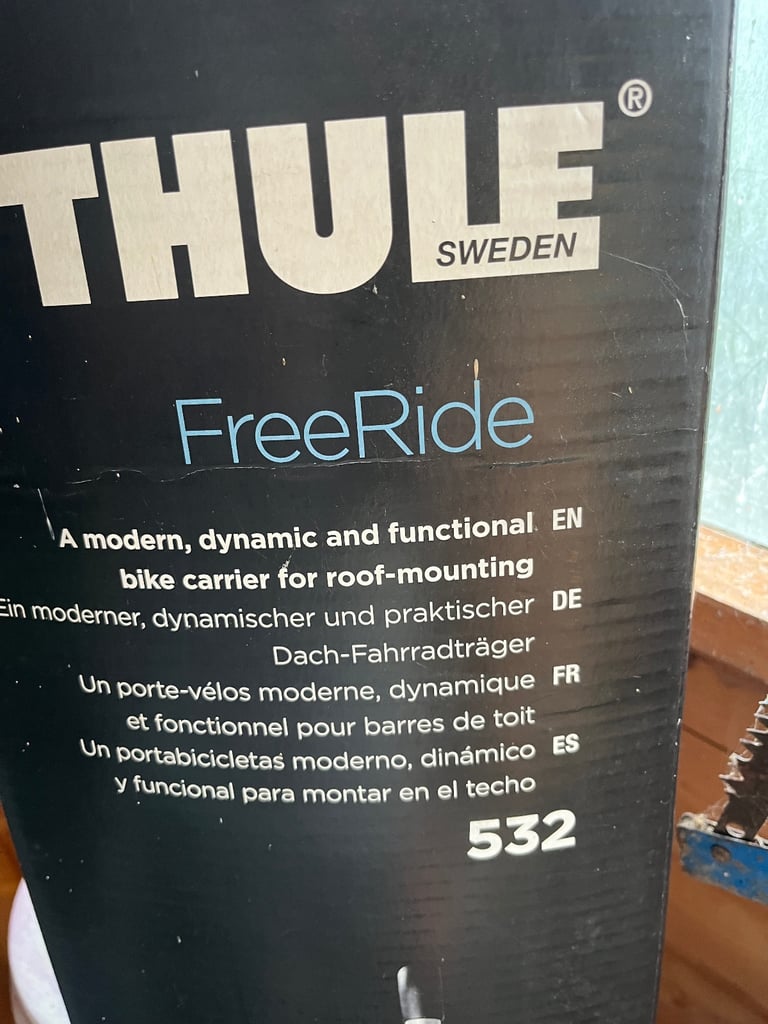 THULE®
SWEDEN
FreeRide
A modern, dynamic and functional EN
bike carrier for roof-mounting
Ein moderner, dynamischer und praktischer DE
Dach-Fahrradträger
Un porte-vélos moderne, dynamique FR
et fonctionnel pour barres de toit
Un portabicicletas moderno, dinámico ES
y funcional para montar en el techo
532